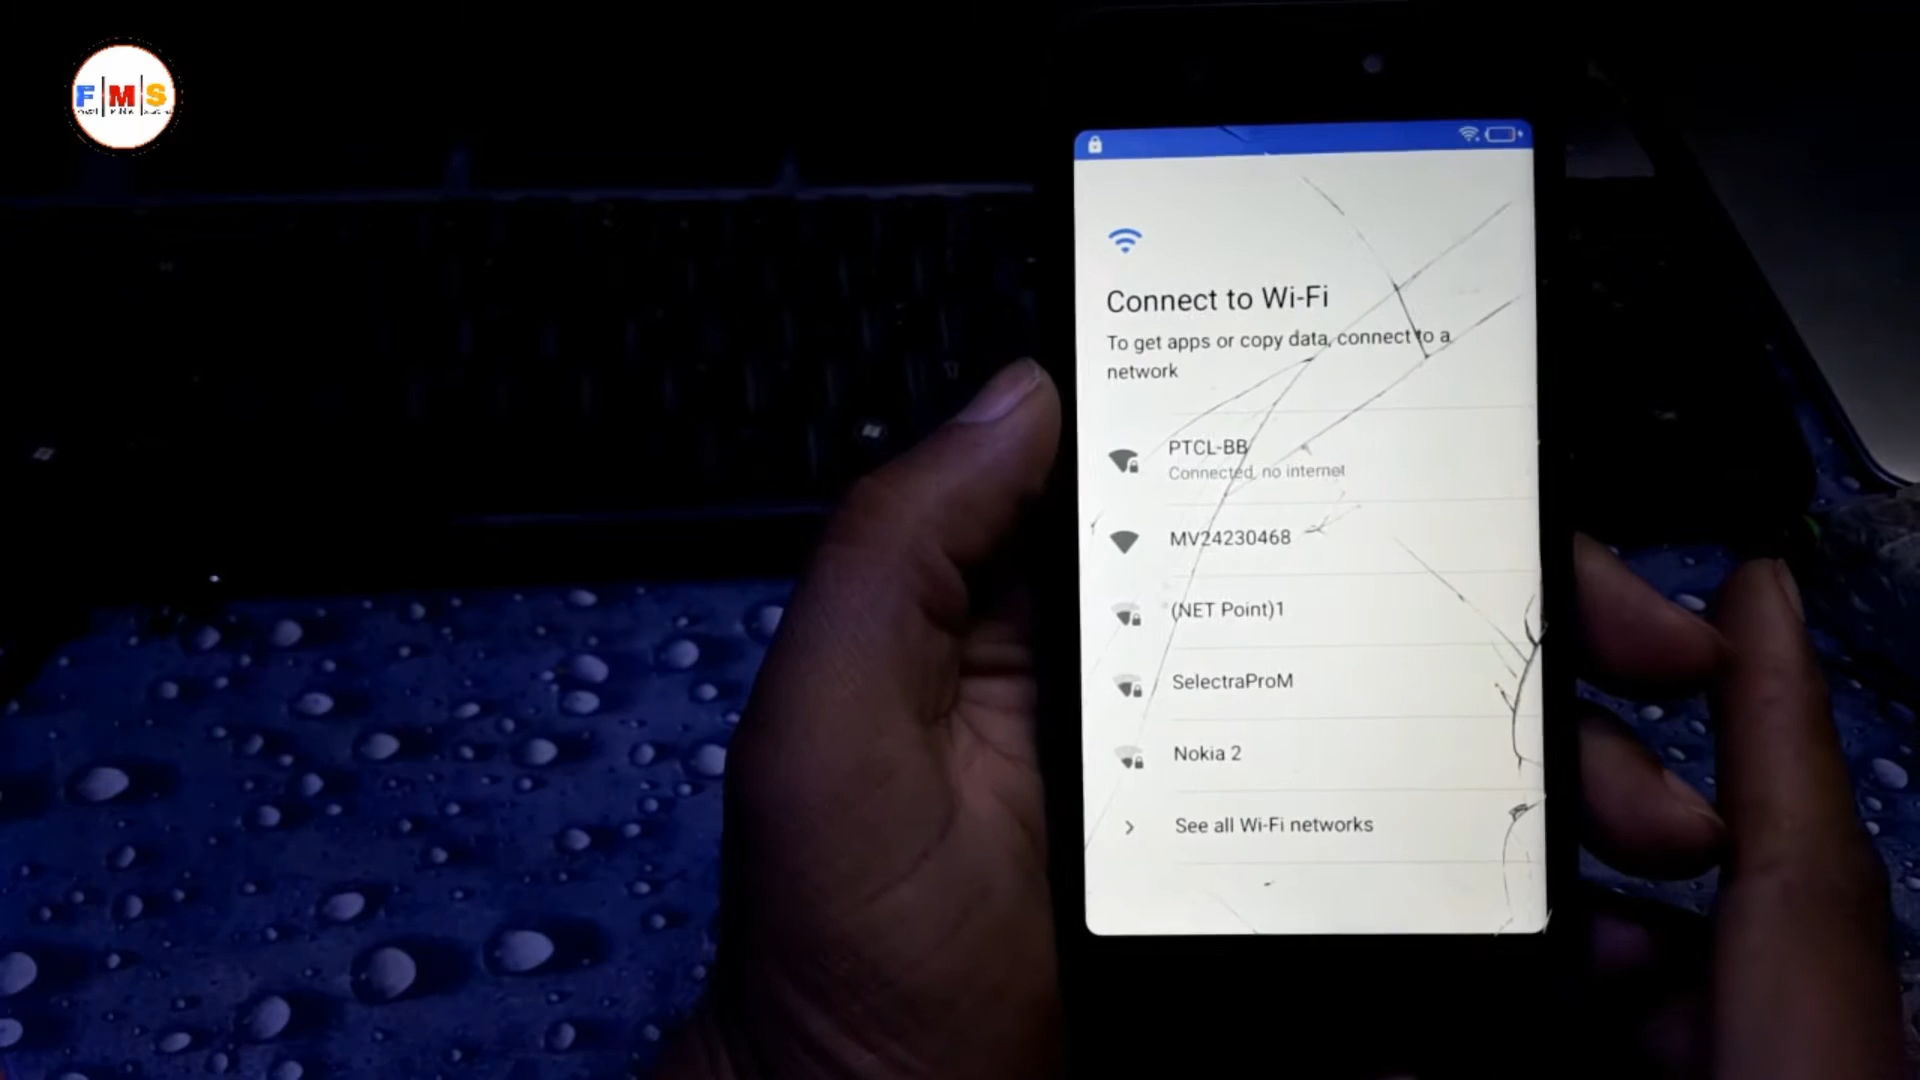 F M S
Connect to Wi-Fi
To get apps or copy data, connect to a
network
PTCL-BB
Connected, no internet
MV24230468
(NET Point)1
SelectraProM
Nokia 2
See all Wi-Fi networks